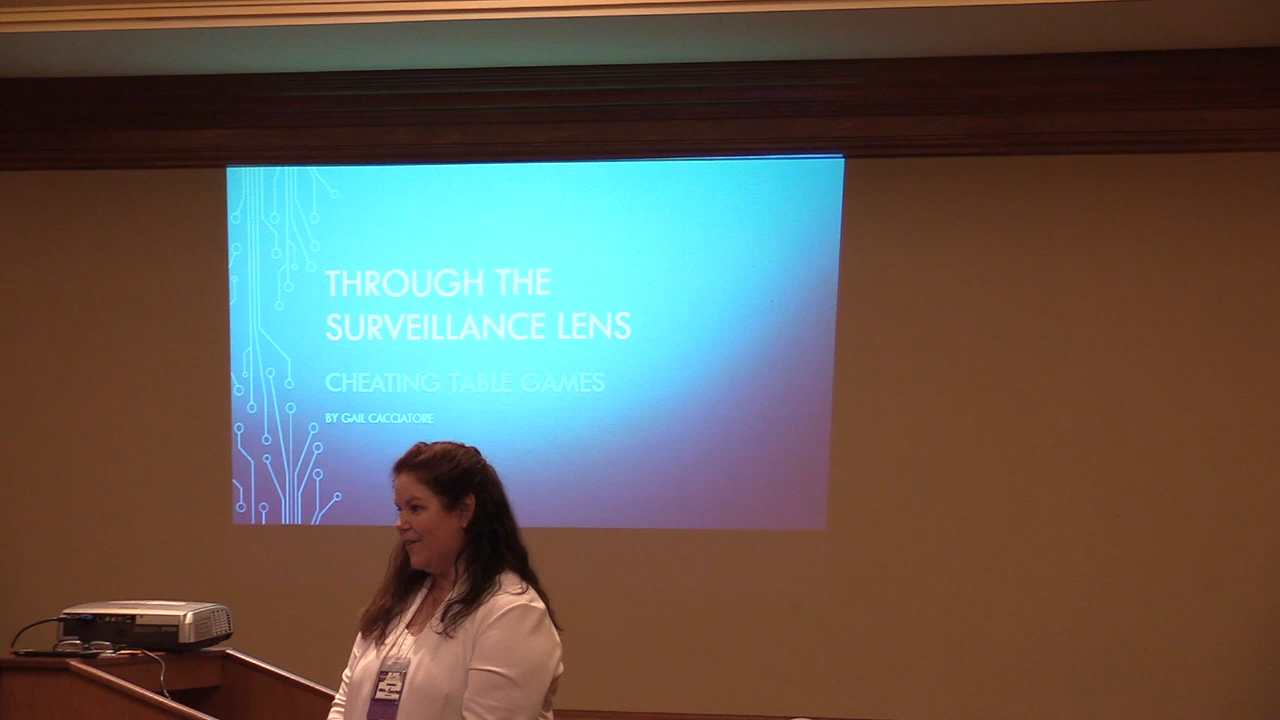 THROUGH THE
SURVEILLANCE LENS
CHEATING TABLE GAMES
BY GAIL CACCIATORE